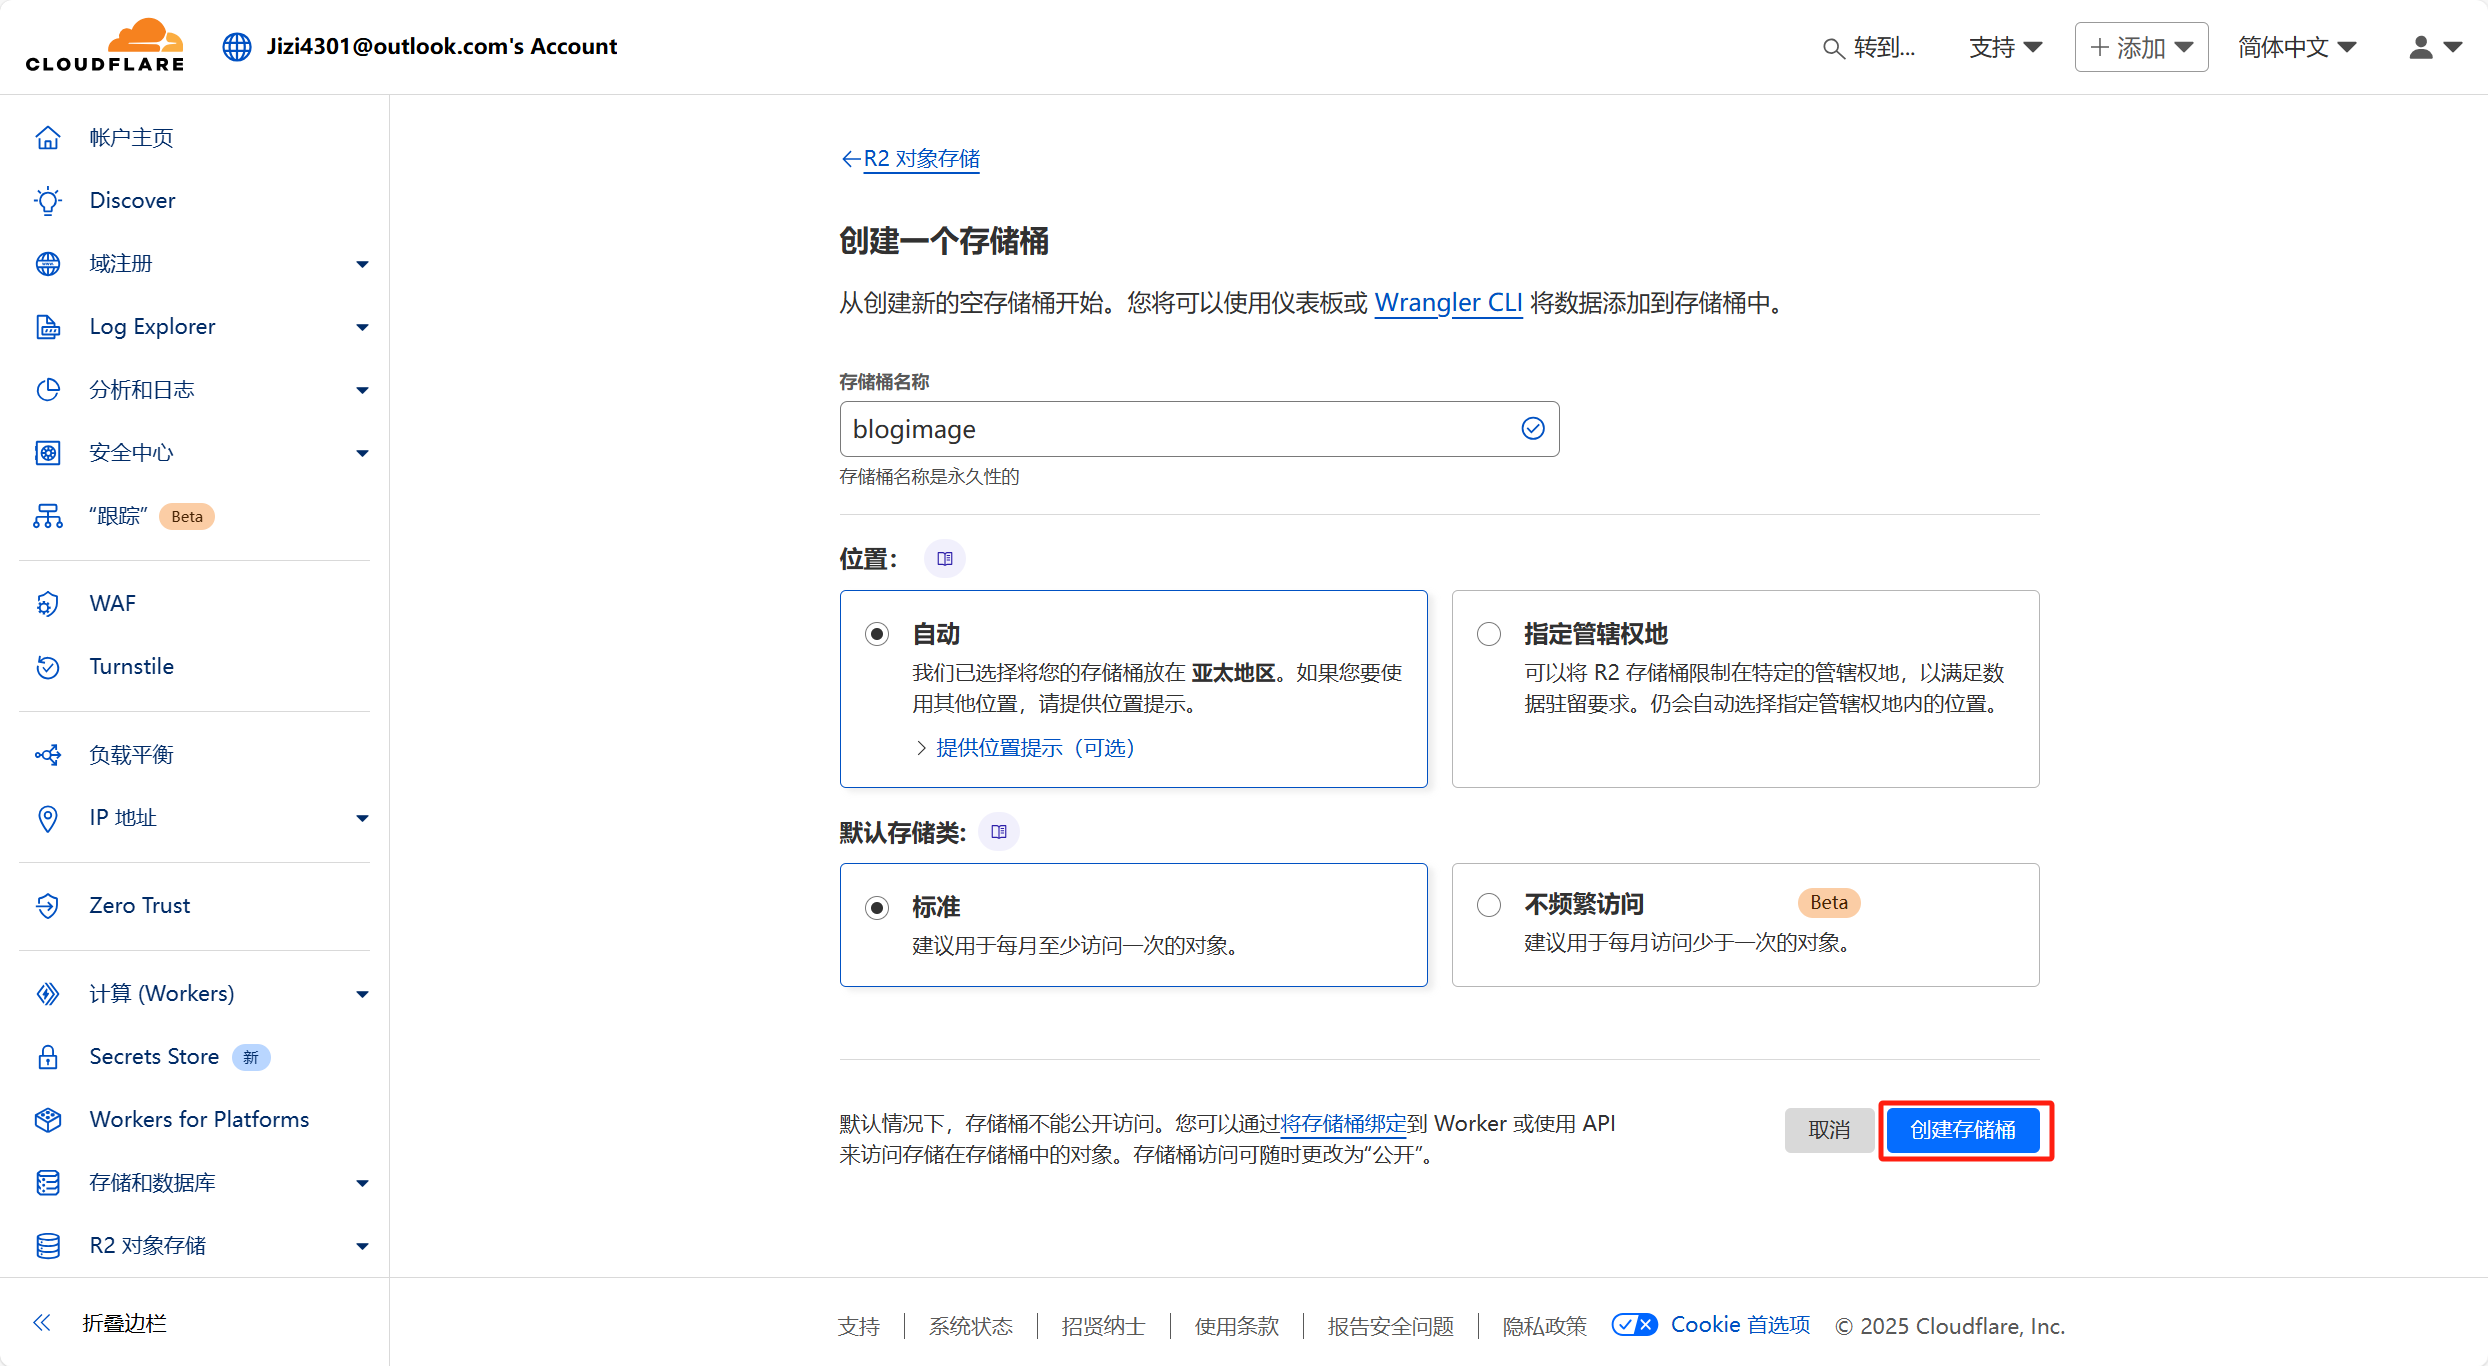 CLOUDFLARE
Jizi4301@outlook.com's Account
转到...
支持
添加
简体中文
帐户主页
Discover
域注册
Log Explorer
分析和日志
安全中心
“跟踪” Beta
WAF
Turnstile
负载平衡
IP 地址
Zero Trust
计算 (Workers)
Secrets Store 新
Workers for Platforms
存储和数据库
R2 对象存储
折叠边栏
R2 对象存储
创建一个存储桶
从创建新的空存储桶开始。您将可以使用仪表板或 Wrangler CLI 将数据添加到存储桶中。
存储桶名称
blogimage
存储桶名称是永久性的
位置：
自动
我们已选择将您的存储桶放在 亚太地区。如果您要使
用其他位置，请提供位置提示。
提供位置提示（可选）
指定管辖权地
可以将 R2 存储桶限制在特定的管辖权地，以满足数
据驻留要求。仍会自动选择指定管辖权地内的位置。
默认存储类:
标准
建议用于每月至少访问一次的对象。
不频繁访问 Beta
建议用于每月访问少于一次的对象。
默认情况下，存储桶不能公开访问。您可以通过将存储桶绑定到 Worker 或使用 API
来访问存储在存储桶中的对象。存储桶访问可随时更改为“公开”。
取消
创建存储桶
支持
系统状态
招贤纳士
使用条款
报告安全问题
隐私政策
Cookie 首选项
© 2025 Cloudflare, Inc.